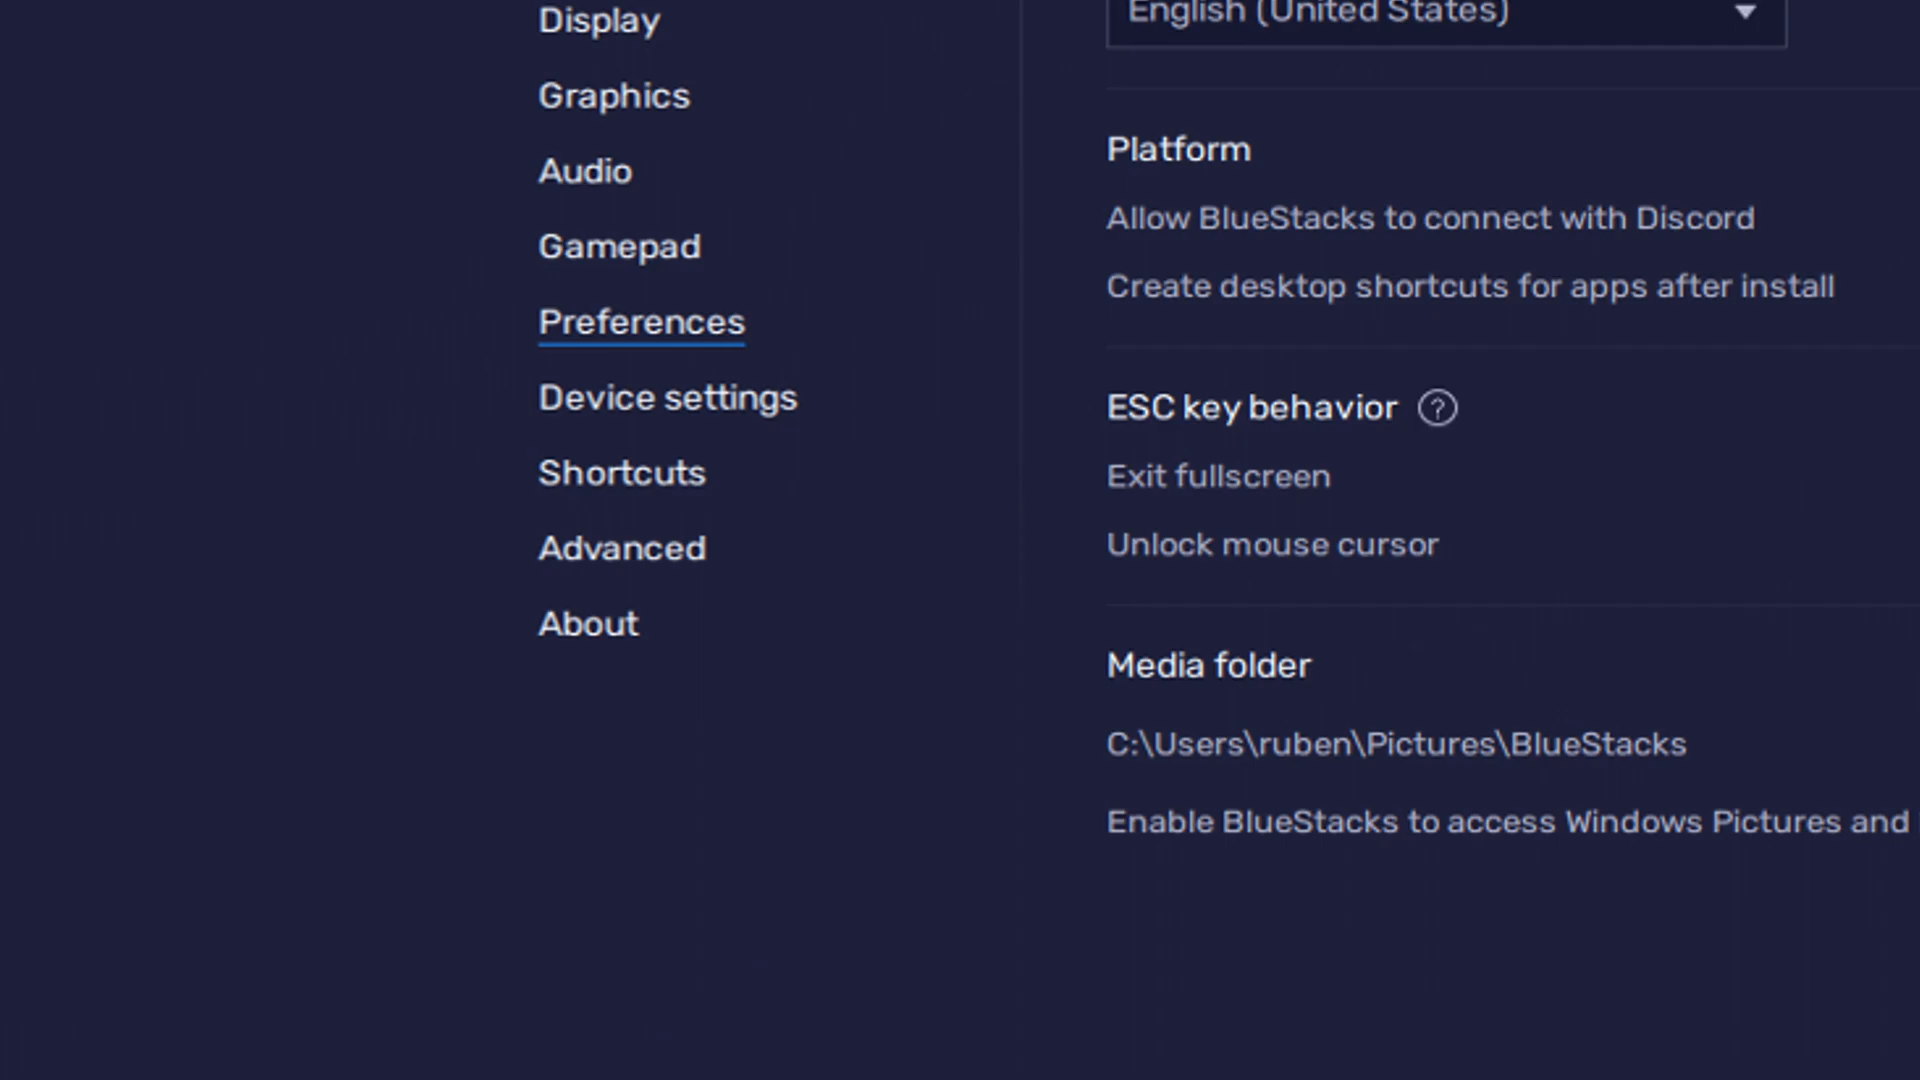 Display
Graphics
Audio
Gamepad
Preferences
Device settings
Shortcuts
Advanced
About
English (United States)
Platform
Allow BlueStacks to connect with Discord
Create desktop shortcuts for apps after install
ESC key behavior ?
Exit fullscreen
Unlock mouse cursor
Media folder
C:\Users\ruben\Pictures\BlueStacks
Enable BlueStacks to access Windows Pictures and